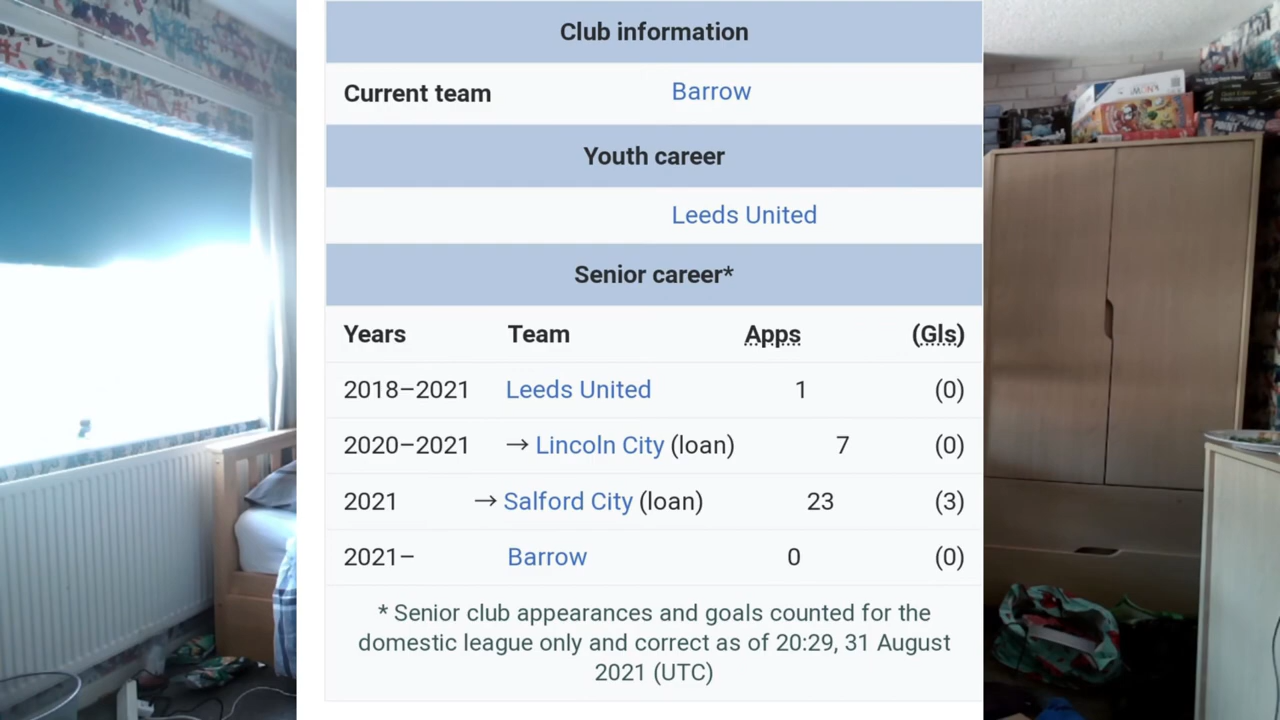 Club information
Current team Barrow
Youth career
Leeds United
Senior career*
Years Team Apps (Gls)
2018–2021 Leeds United 1 (0)
2020–2021 → Lincoln City (loan) 7 (0)
2021 → Salford City (loan) 23 (3)
2021– Barrow 0 (0)
* Senior club appearances and goals counted for the
domestic league only and correct as of 20:29, 31 August
2021 (UTC)